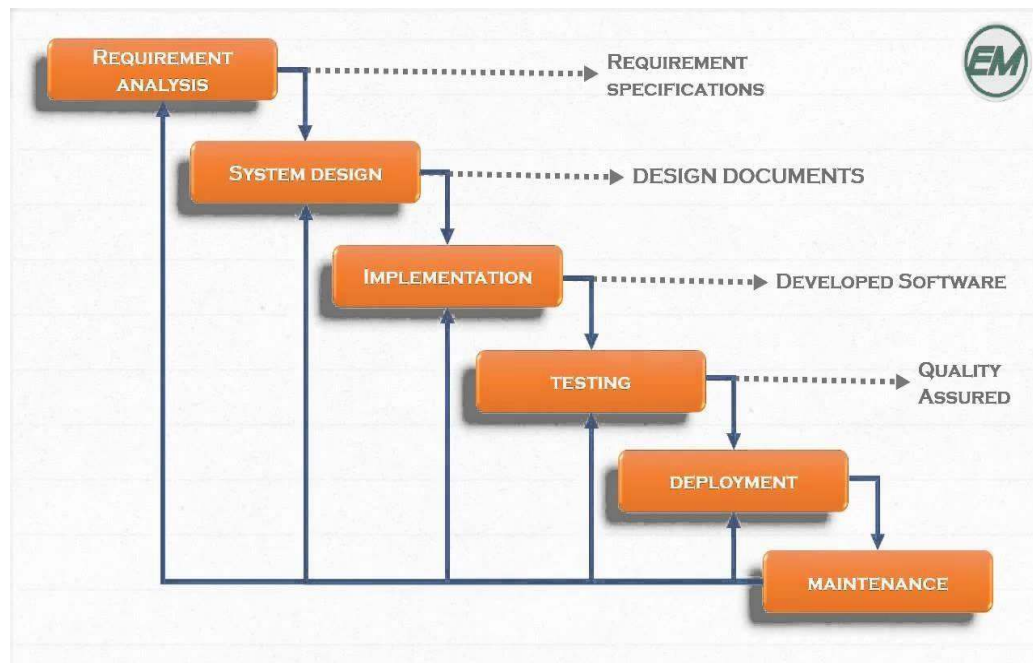 REQUIREMENT
ANALYSIS
REQUIREMENT
SPECIFICATIONS
EM
SYSTEM DESIGN
DESIGN DOCUMENTS
IMPLEMENTATION
DEVELOPED SOFTWARE
TESTING
QUALITY
ASSURED
DEPLOYMENT
MAINTENANCE